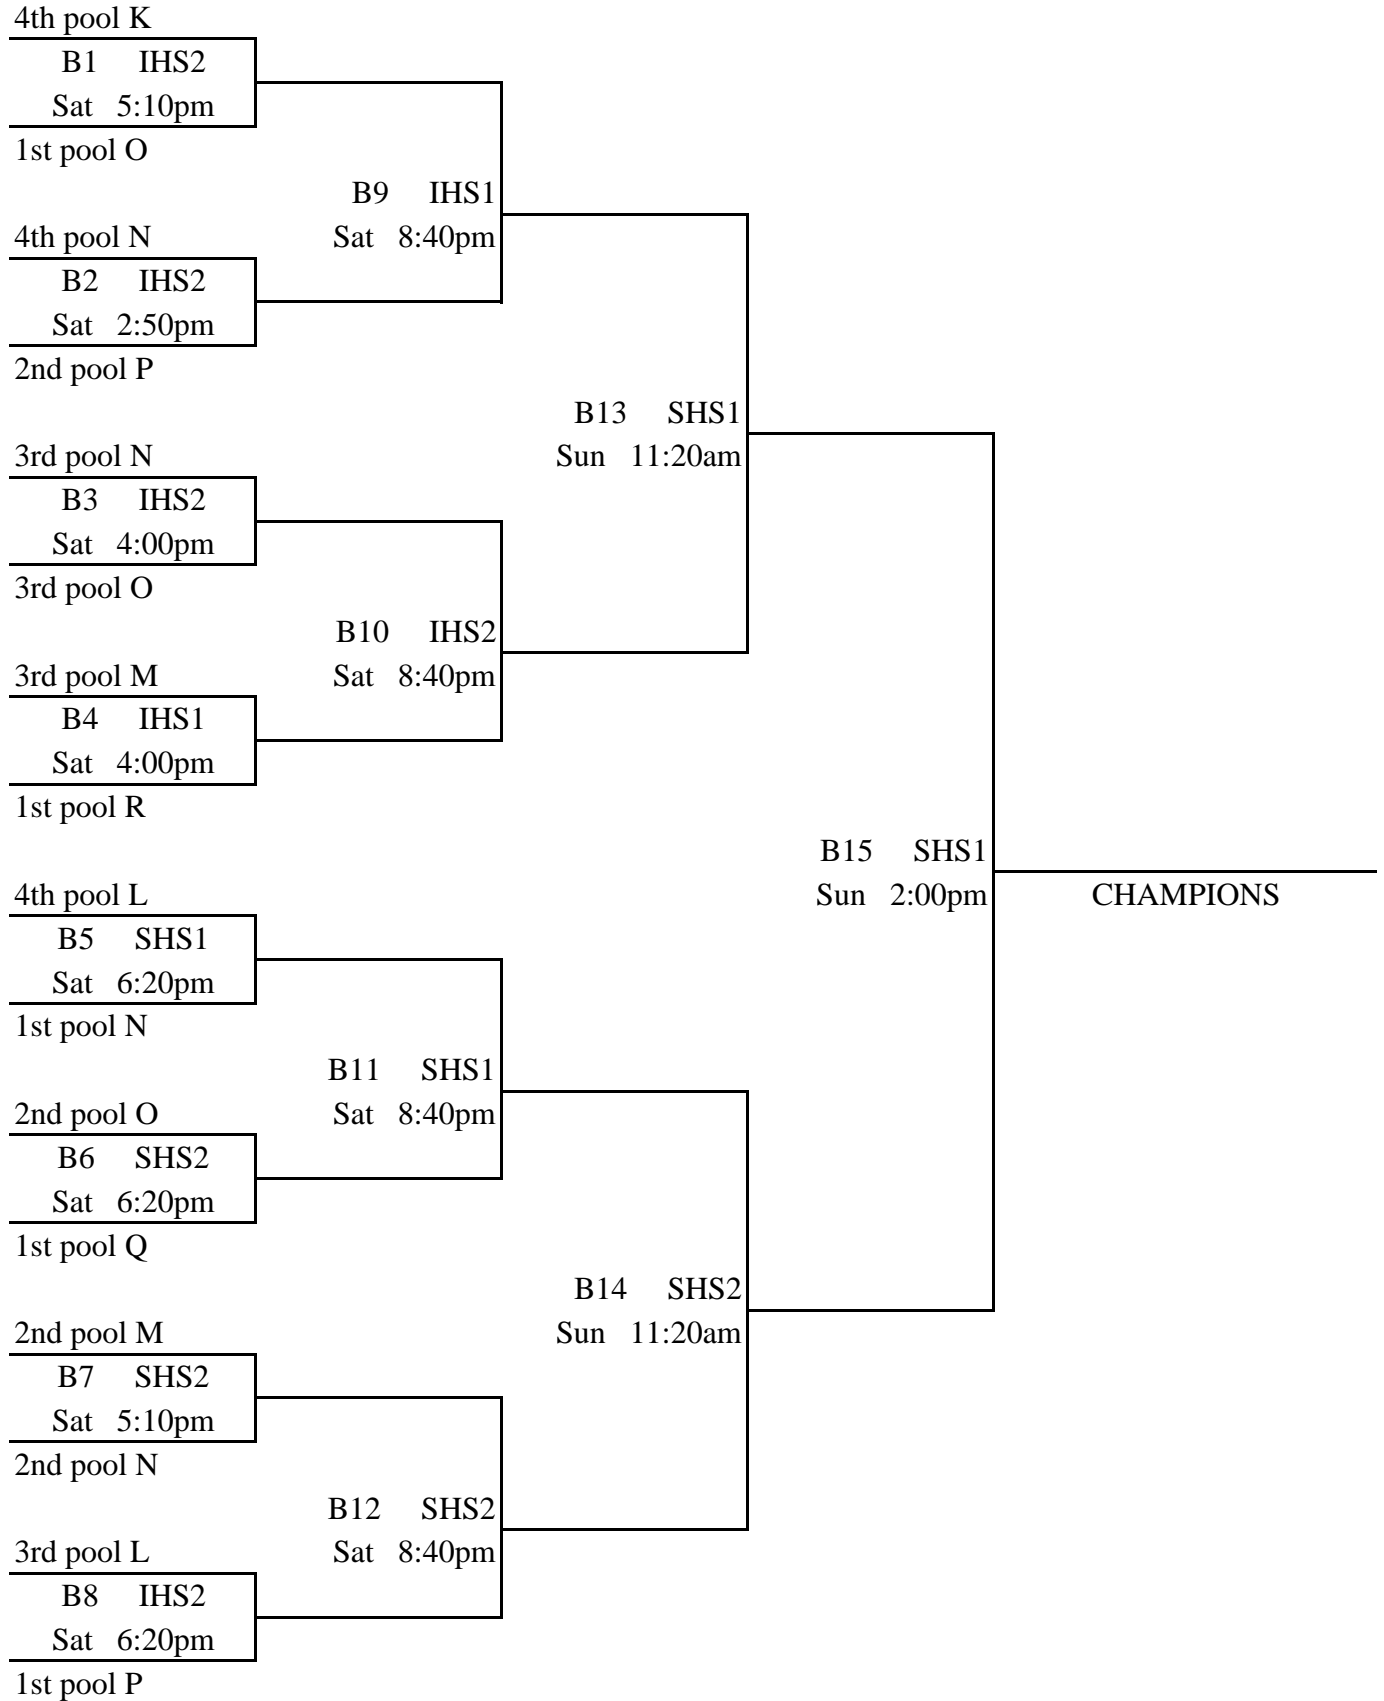 4th pool K
B1 IHS2
Sat 5:10pm
1st pool O
B9 IHS1
Sat 8:40pm
4th pool N
B2 IHS2
Sat 2:50pm
2nd pool P
B13 SHS1
Sun 11:20am
3rd pool N
B3 IHS2
Sat 4:00pm
3rd pool O
B10 IHS2
Sat 8:40pm
3rd pool M
B4 IHS1
Sat 4:00pm
1st pool R
B15 SHS1
Sun 2:00pm
CHAMPIONS
4th pool L
B5 SHS1
Sat 6:20pm
1st pool N
B11 SHS1
Sat 8:40pm
2nd pool O
B6 SHS2
Sat 6:20pm
1st pool Q
B14 SHS2
Sun 11:20am
2nd pool M
B7 SHS2
Sat 5:10pm
2nd pool N
B12 SHS2
Sat 8:40pm
3rd pool L
B8 IHS2
Sat 6:20pm
1st pool P